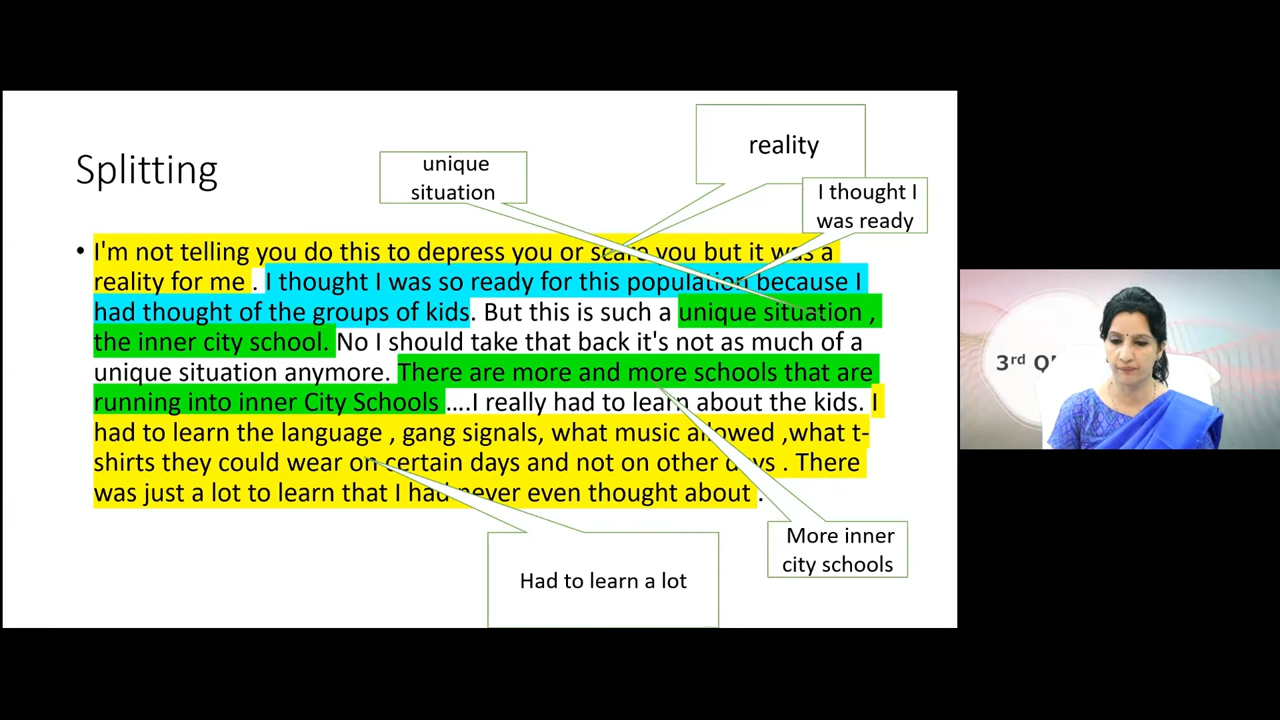 reality
unique
situation
I thought I
was ready
Splitting
• I'm not telling you do this to depress you or scare you but it was a
reality for me . I thought I was so ready for this population because I
had thought of the groups of kids. But this is such a unique situation ,
the inner city school. No I should take that back it's not as much of a
unique situation anymore. There are more and more schools that are
running into inner City Schools ....I really had to learn about the kids. I
had to learn the language , gang signals, what music allowed ,what t-
shirts they could wear on certain days and not on other days . There
was just a lot to learn that I had never even thought about .
More inner
city schools
Had to learn a lot
3rd